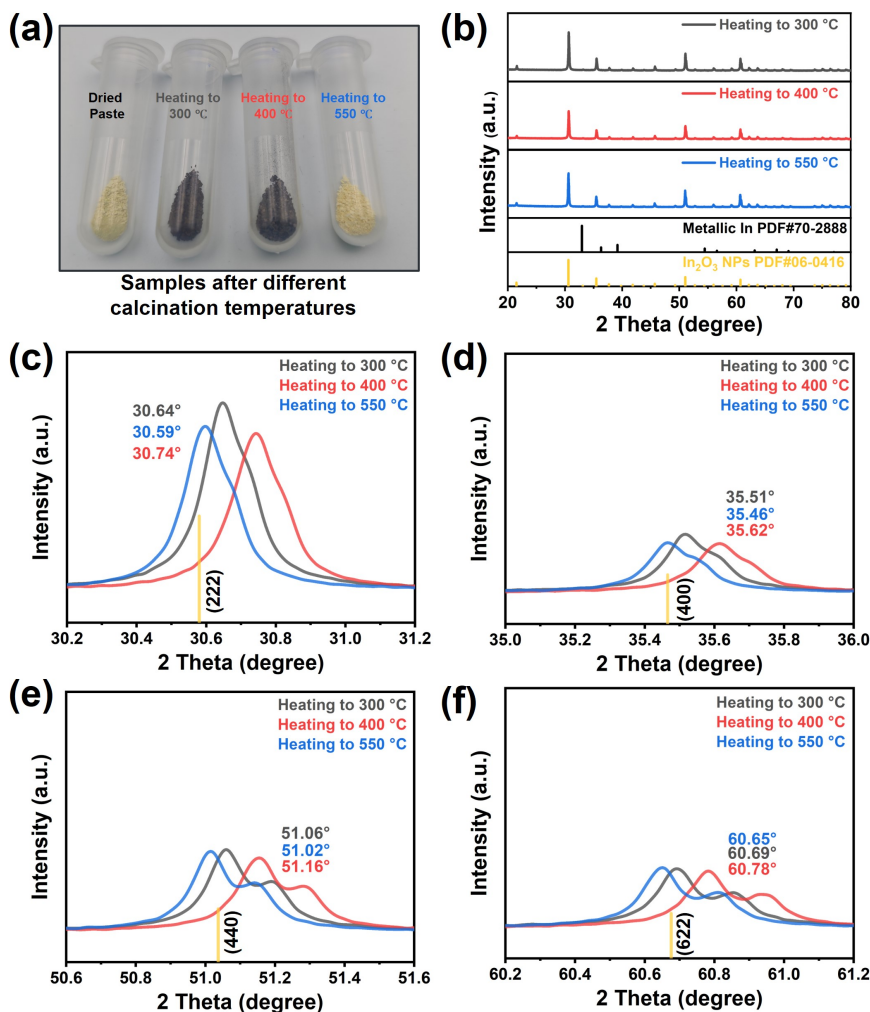 (a)
Dried
Paste
Heating to
300 ℃
Heating to
400 ℃
Heating to
550 ℃
Samples after different
calcination temperatures
(b)
Heating to 300 °C
Heating to 400 °C
Heating to 550 °C
Metallic In PDF#70-2888
In₂O₃ NPs PDF#06-0416
Intensity (a.u.)
20 30 40 50 60 70 80
2 Theta (degree)
(c)
Heating to 300 °C
Heating to 400 °C
Heating to 550 °C
30.64°
30.59°
30.74°
(222)
Intensity (a.u.)
30.2 30.4 30.6 30.8 31.0 31.2
2 Theta (degree)
(d)
Heating to 300 °C
Heating to 400 °C
Heating to 550 °C
35.51°
35.46°
35.62°
(400)
Intensity (a.u.)
35.0 35.2 35.4 35.6 35.8 36.0
2 Theta (degree)
(e)
Heating to 300 °C
Heating to 400 °C
Heating to 550 °C
51.06°
51.02°
51.16°
(440)
Intensity (a.u.)
50.6 50.8 51.0 51.2 51.4 51.6
2 Theta (degree)
(f)
Heating to 300 °C
Heating to 400 °C
Heating to 550 °C
60.65°
60.69°
60.78°
(622)
Intensity (a.u.)
60.2 60.4 60.6 60.8 61.0 61.2
2 Theta (degree)